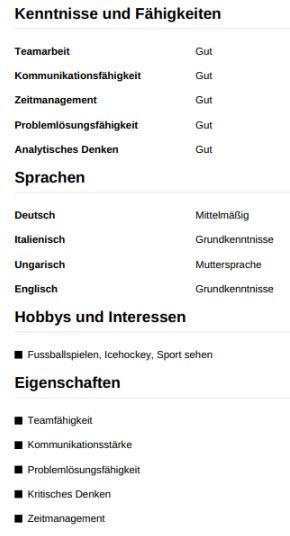 Kenntnisse und Fähigkeiten
Teamarbeit Gut
Kommunikationsfähigkeit Gut
Zeitmanagement Gut
Problemlösungsfähigkeit Gut
Analytisches Denken Gut
Sprachen
Deutsch Mittelmäßig
Italienisch Grundkenntnisse
Ungarisch Muttersprache
Englisch Grundkenntnisse
Hobbys und Interessen
■ Fussballspielen, Icehockey, Sport sehen
Eigenschaften
■ Teamfähigkeit
■ Kommunikationsstärke
■ Problemlösungsfähigkeit
■ Kritisches Denken
■ Zeitmanagement